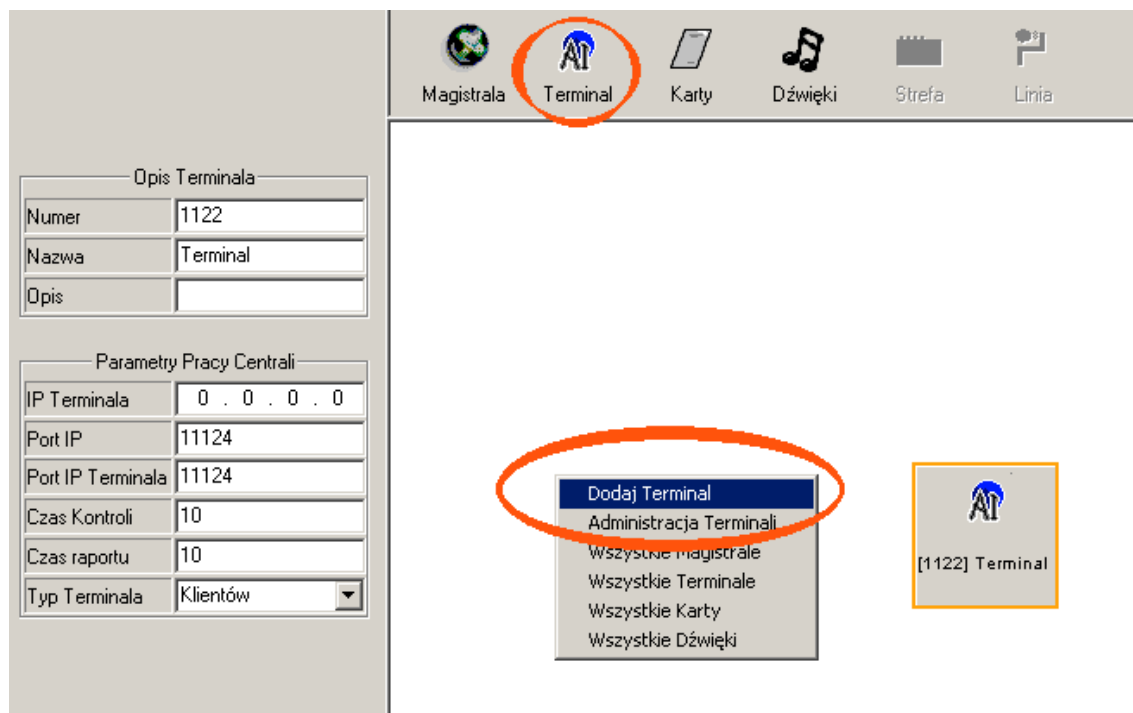 Magistrala Terminal Karty Dźwięki Strefa Linia
Opis Terminala
Numer 1122
Nazwa Terminal
Opis
Parametry Pracy Centrali
IP Terminala 0 . 0 . 0 . 0
Port IP 11124
Port IP Terminala 11124
Czas Kontroli 10
Czas raportu 10
Typ Terminala Klientów
Dodaj Terminal
Administracja Terminali
Wszystkie Magistrale
Wszystkie Terminale
Wszystkie Karty
Wszystkie Dźwięki
AI
[1122] Terminal